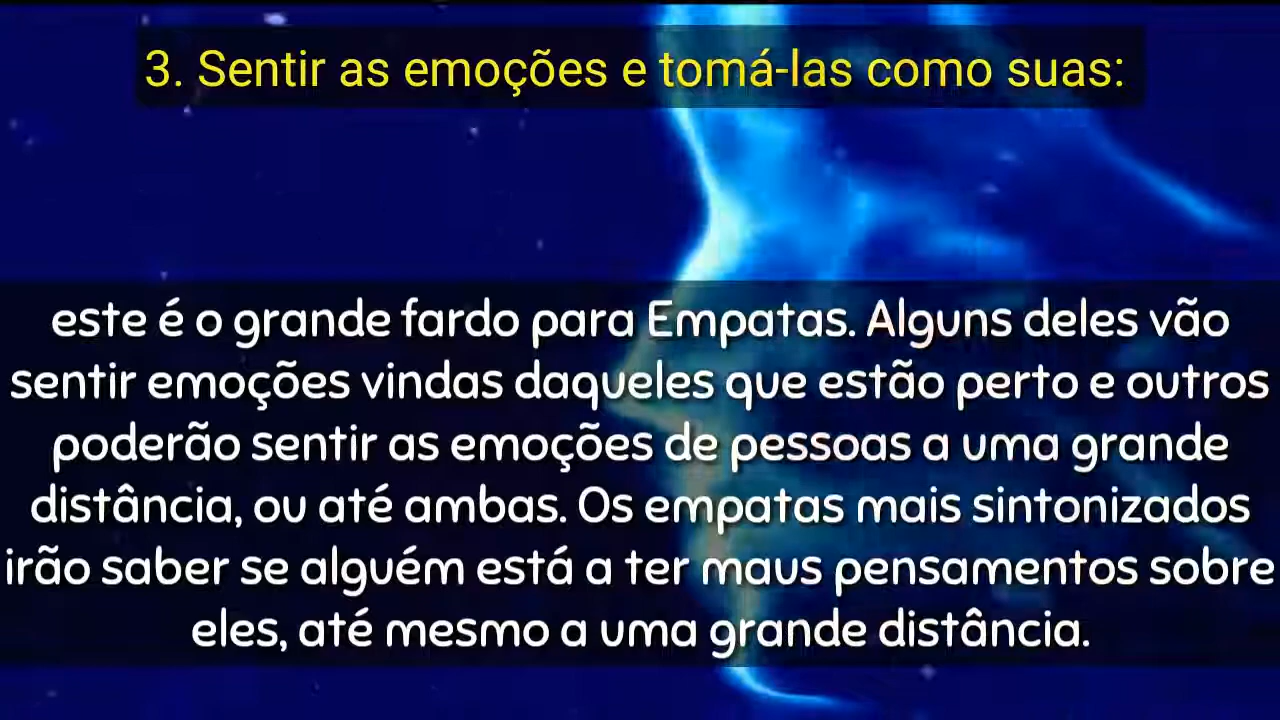 3. Sentir as emoções e tomá-las como suas:
este é o grande fardo para Empatas. Alguns deles vão
sentir emoções vindas daqueles que estão perto e outros
poderão sentir as emoções de pessoas a uma grande
distância, ou até ambas. Os empatas mais sintonizados
irão saber se alguém está a ter maus pensamentos sobre
eles, até mesmo a uma grande distância.